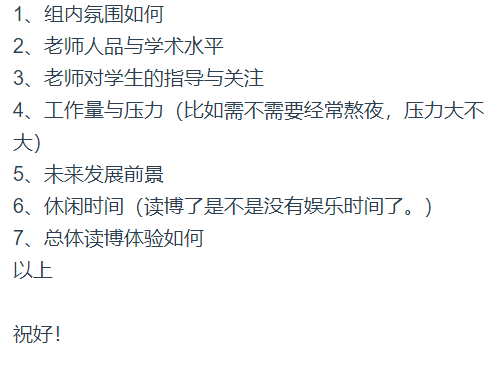 1、组内氛围如何
2、老师人品与学术水平
3、老师对学生的指导与关注
4、工作量与压力（比如需不需要经常熬夜，压力大不
大）
5、未来发展前景
6、休闲时间（读博了是不是没有娱乐时间了。）
7、总体读博体验如何
以上
祝好！